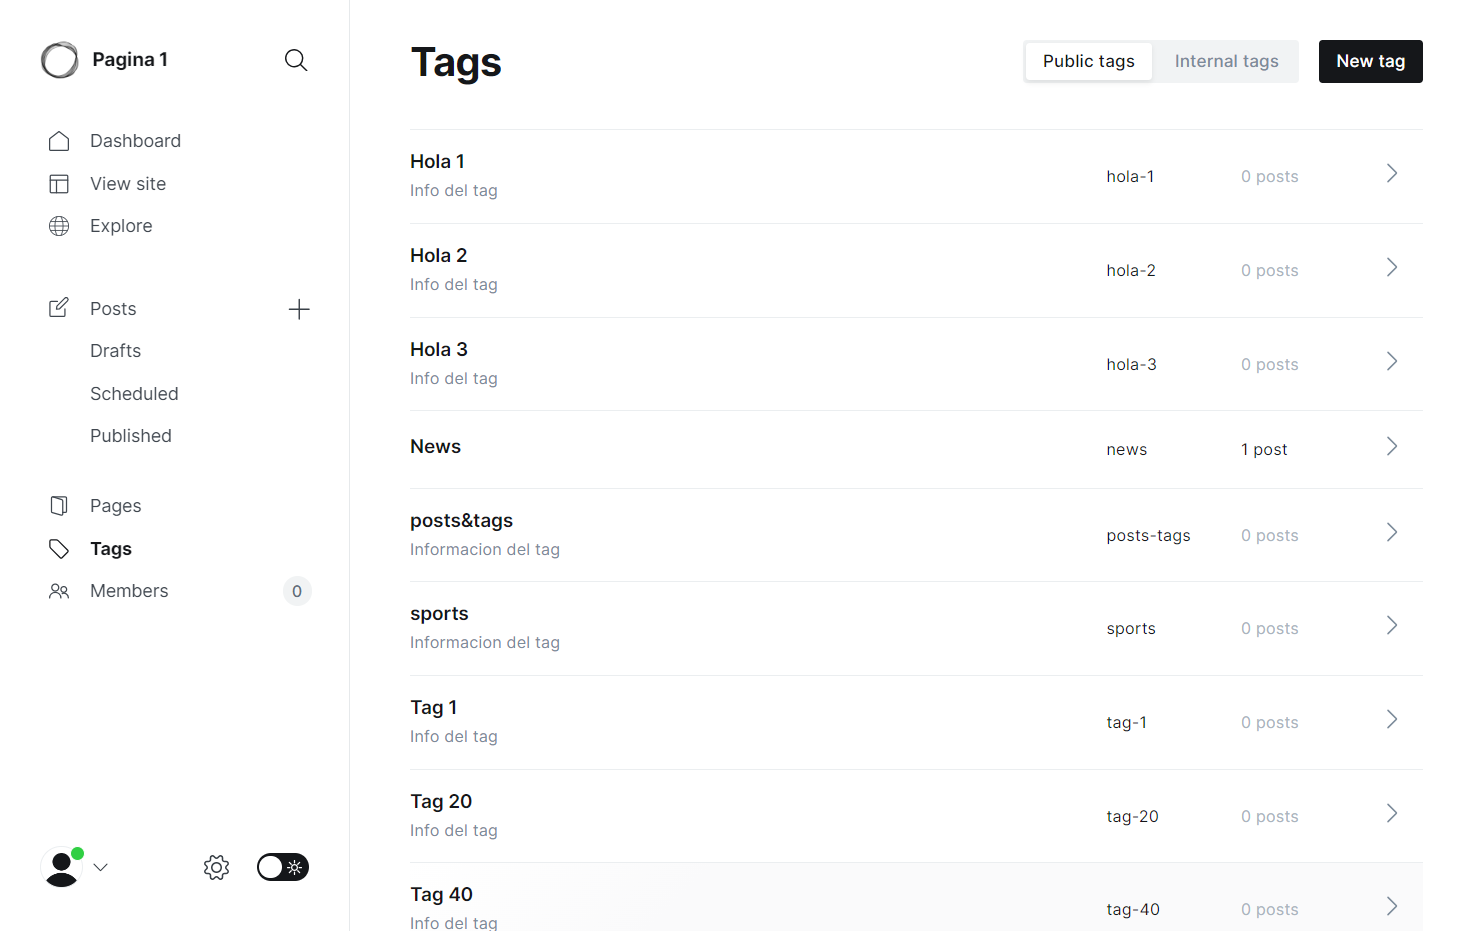 Pagina 1
Dashboard
View site
Explore
Posts
Drafts
Scheduled
Published
Pages
Tags
Members 0
Tags
Public tags Internal tags New tag
Hola 1
Info del tag
hola-1 0 posts
Hola 2
Info del tag
hola-2 0 posts
Hola 3
Info del tag
hola-3 0 posts
News
news 1 post
posts&tags
Informacion del tag
posts-tags 0 posts
sports
Informacion del tag
sports 0 posts
Tag 1
Info del tag
tag-1 0 posts
Tag 20
Info del tag
tag-20 0 posts
Tag 40
Info del tag
tag-40 0 posts